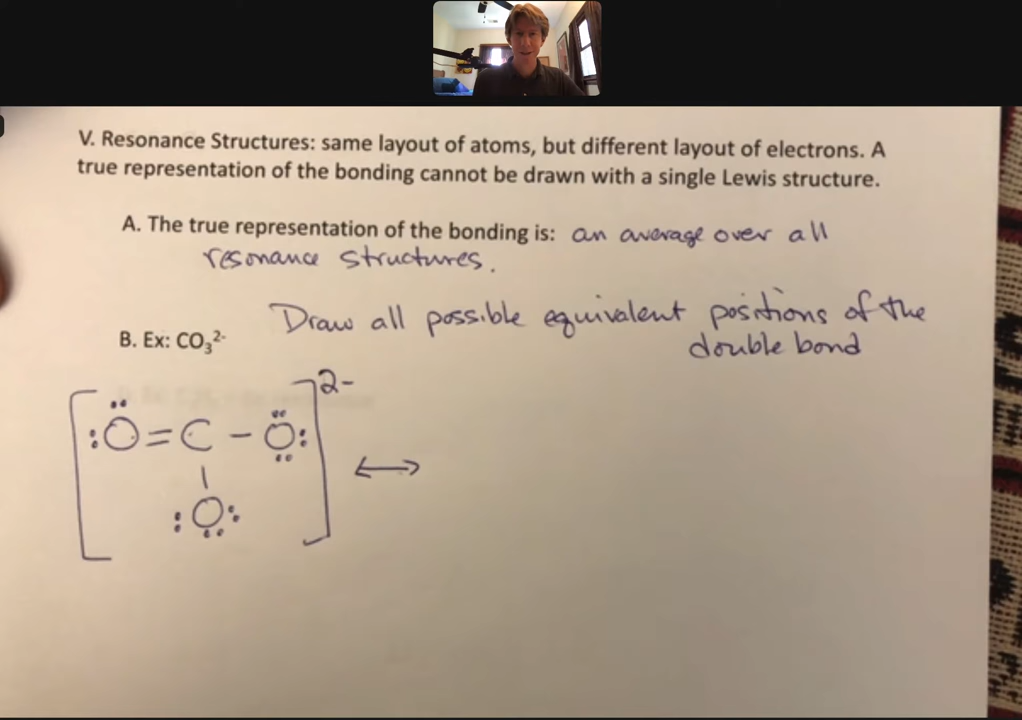 V. Resonance Structures: same layout of atoms, but different layout of electrons. A
true representation of the bonding cannot be drawn with a single Lewis structure.
A. The true representation of the bonding is: an average over all
resonance structures.
Draw all possible equivalent positions of the
B. Ex: CO₃²⁻
double bond
[:Ö=C-Ö:]²⁻ ↔
|
:O: